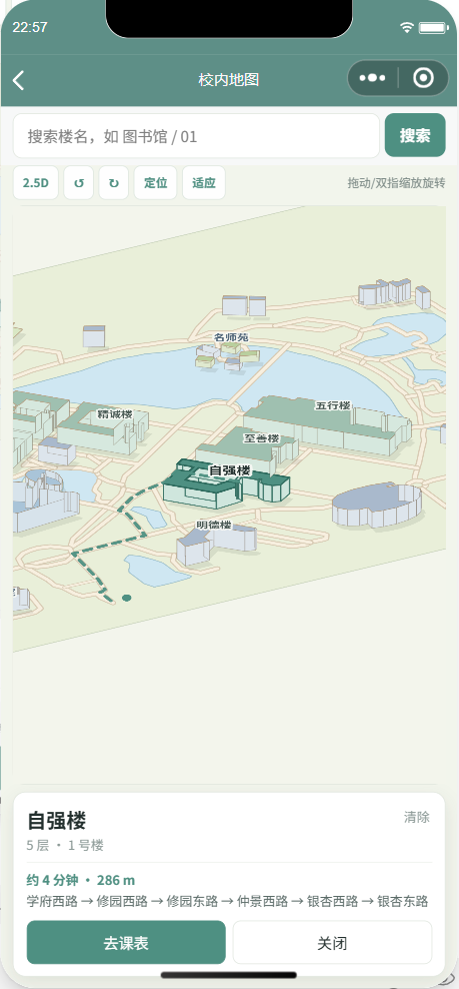 22:57
校内地图
搜索楼名，如 图书馆 / 01
搜索
2.5D
↺
↻
定位
适应
拖动/双指缩放旋转
名师苑
五行楼
精诚楼
至善楼
自强楼
明德楼
自强楼
清除
5 层 · 1 号楼
约 4 分钟 · 286 m
学府西路 → 修园西路 → 修园东路 → 仲景西路 → 银杏西路 → 银杏东路
去课表
关闭